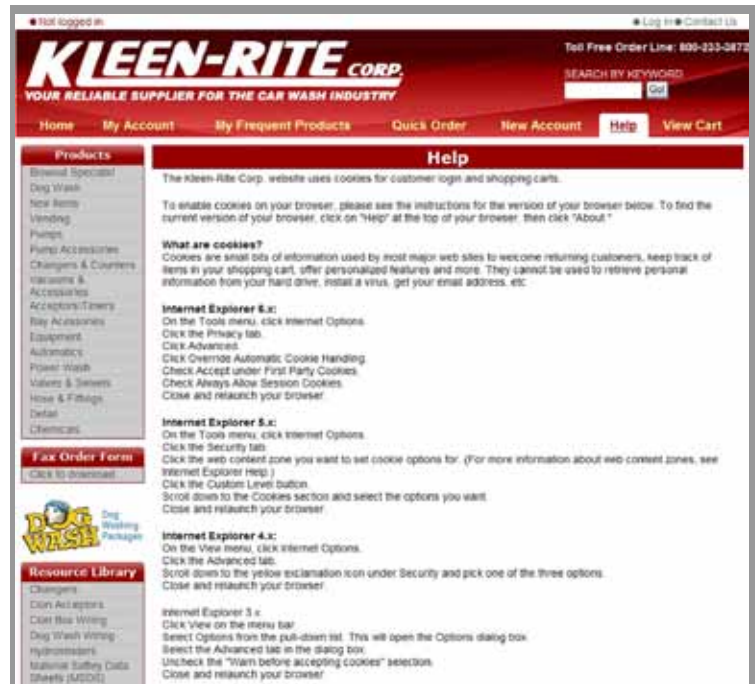 Not logged in
Log In Contact Us
KLEEN-RITE CORP.
YOUR RELIABLE SUPPLIER FOR THE CAR WASH INDUSTRY
Toll Free Order Line: 800-233-3872
SEARCH BY KEYWORD
Go!
Home My Account My Frequent Products Quick Order New Account Help View Cart
Products
Browse Specials!
Dog Wash
New Items
Vending
Pumps
Pump Accessories
Changers & Counters
Vacuums &
Accessories
Acceptors/Timers
Bay Accessories
Equipment
Automatics
Power Wash
Valves & Swivels
Hose & Fittings
Detail
Chemicals
Fax Order Form
Click to download
DOG WASH
Dog
Washing
Packages
Resource Library
Changers
Coin Acceptors
Coin Box Wiring
Dog Wash Wiring
Hydrominders
Material Saftey Data
Sheets (MSDS)
Help
The Kleen-Rite Corp. website uses cookies for customer login and shopping carts.
To enable cookies on your browser, please see the instructions for the version of your browser below. To find the
current version of your browser, click on "Help" at the top of your browser, then click "About."
What are cookies?
Cookies are small bits of information used by most major web sites to welcome returning customers, keep track of
items in your shopping cart, offer personalized features and more. They cannot be used to retrieve personal
information from your hard drive, install a virus, get your email address, etc.
Internet Explorer 6.x:
On the Tools menu, click Internet Options.
Click the Privacy tab.
Click Advanced.
Click Override Automatic Cookie Handling.
Check Accept under First Party Cookies.
Check Always Allow Session Cookies.
Close and relaunch your browser.
Internet Explorer 5.x:
On the Tools menu, click Internet Options.
Click the Security tab.
Click the web content zone you want to set cookie options for. (For more information about web content zones, see
Internet Explorer Help.)
Click the Custom Level button.
Scroll down to the Cookies section and select the options you want.
Close and relaunch your browser.
Internet Explorer 4.x:
On the View menu, click Internet Options.
Click the Advanced tab.
Scroll down to the yellow exclamation icon under Security and pick one of the three options.
Close and relaunch your browser.
Internet Explorer 3.x
Click View on the menu bar.
Select Options from the pull-down list. This will open the Options dialog box.
Select the Advanced tab in the dialog box.
Uncheck the "Warn before accepting cookies" selection.
Close and relaunch your browser.